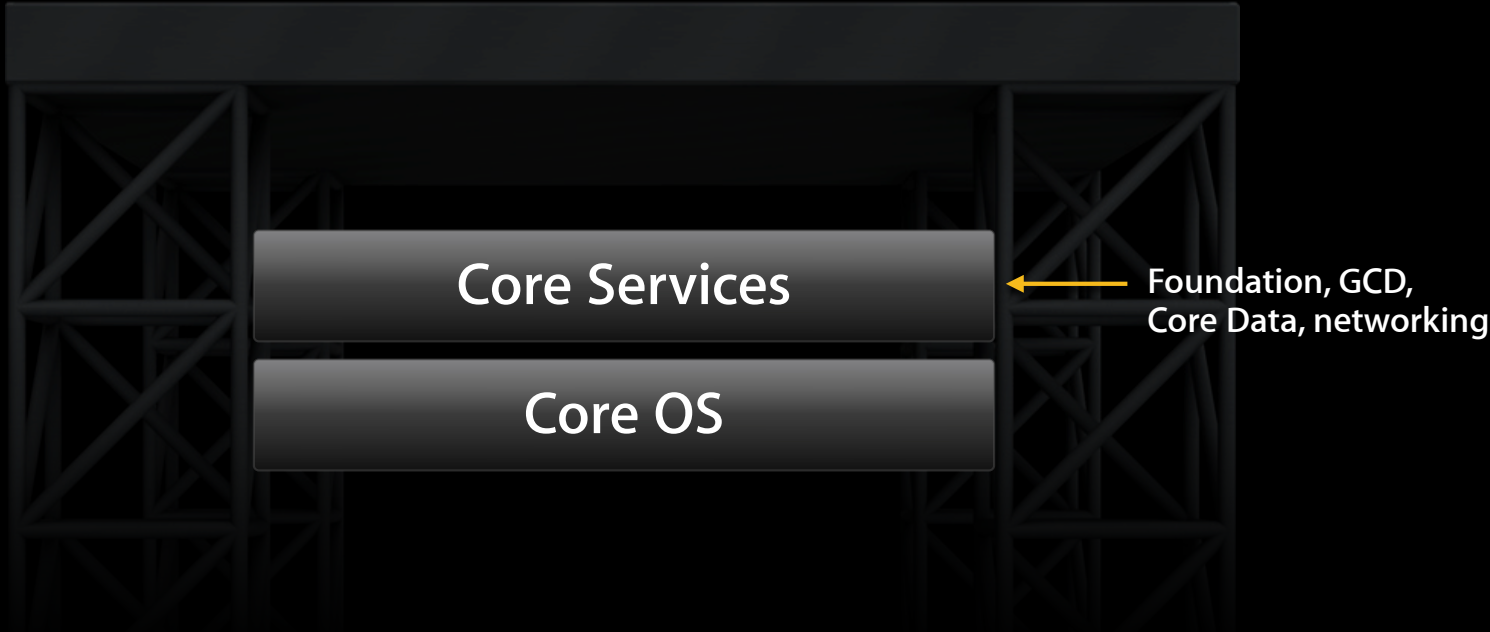 Core Services
Foundation, GCD,
Core Data, networking
Core OS